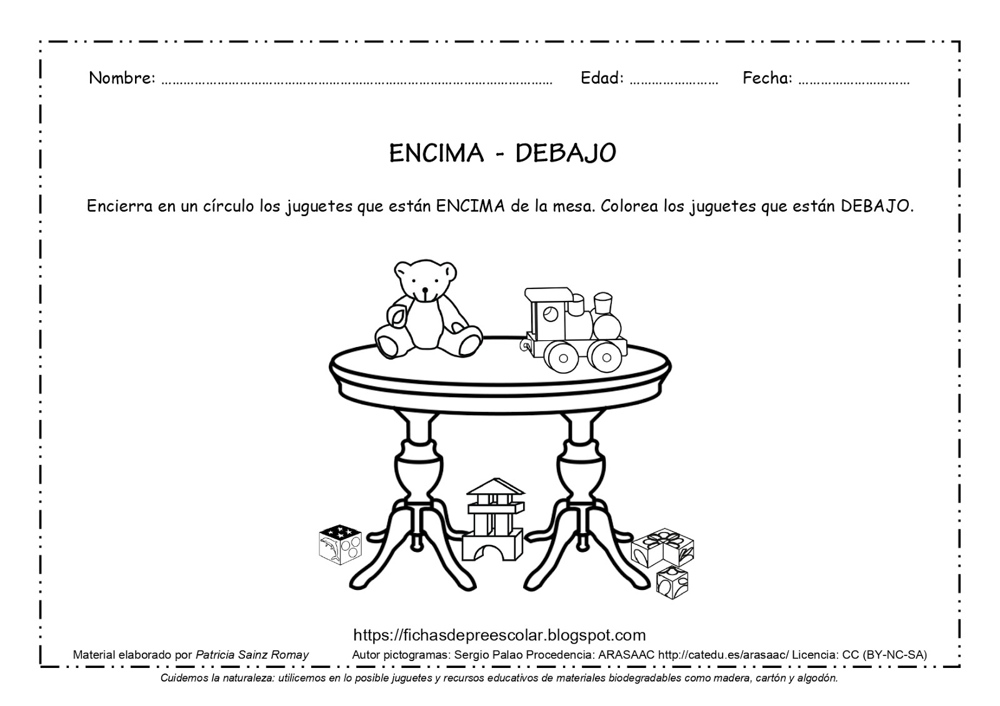 Nombre: ........................................................................................................ Edad: ........................ Fecha: ..............................
ENCIMA - DEBAJO
Encierra en un círculo los juguetes que están ENCIMA de la mesa. Colorea los juguetes que están DEBAJO.
https://fichasdepreescolar.blogspot.com
Material elaborado por Patricia Sainz Romay Autor pictogramas: Sergio Palao Procedencia: ARASAAC http://catedu.es/arasaac/ Licencia: CC (BY-NC-SA)
Cuidemos la naturaleza: utilicemos en lo posible juguetes y recursos educativos de materiales biodegradables como madera, cartón y algodón.